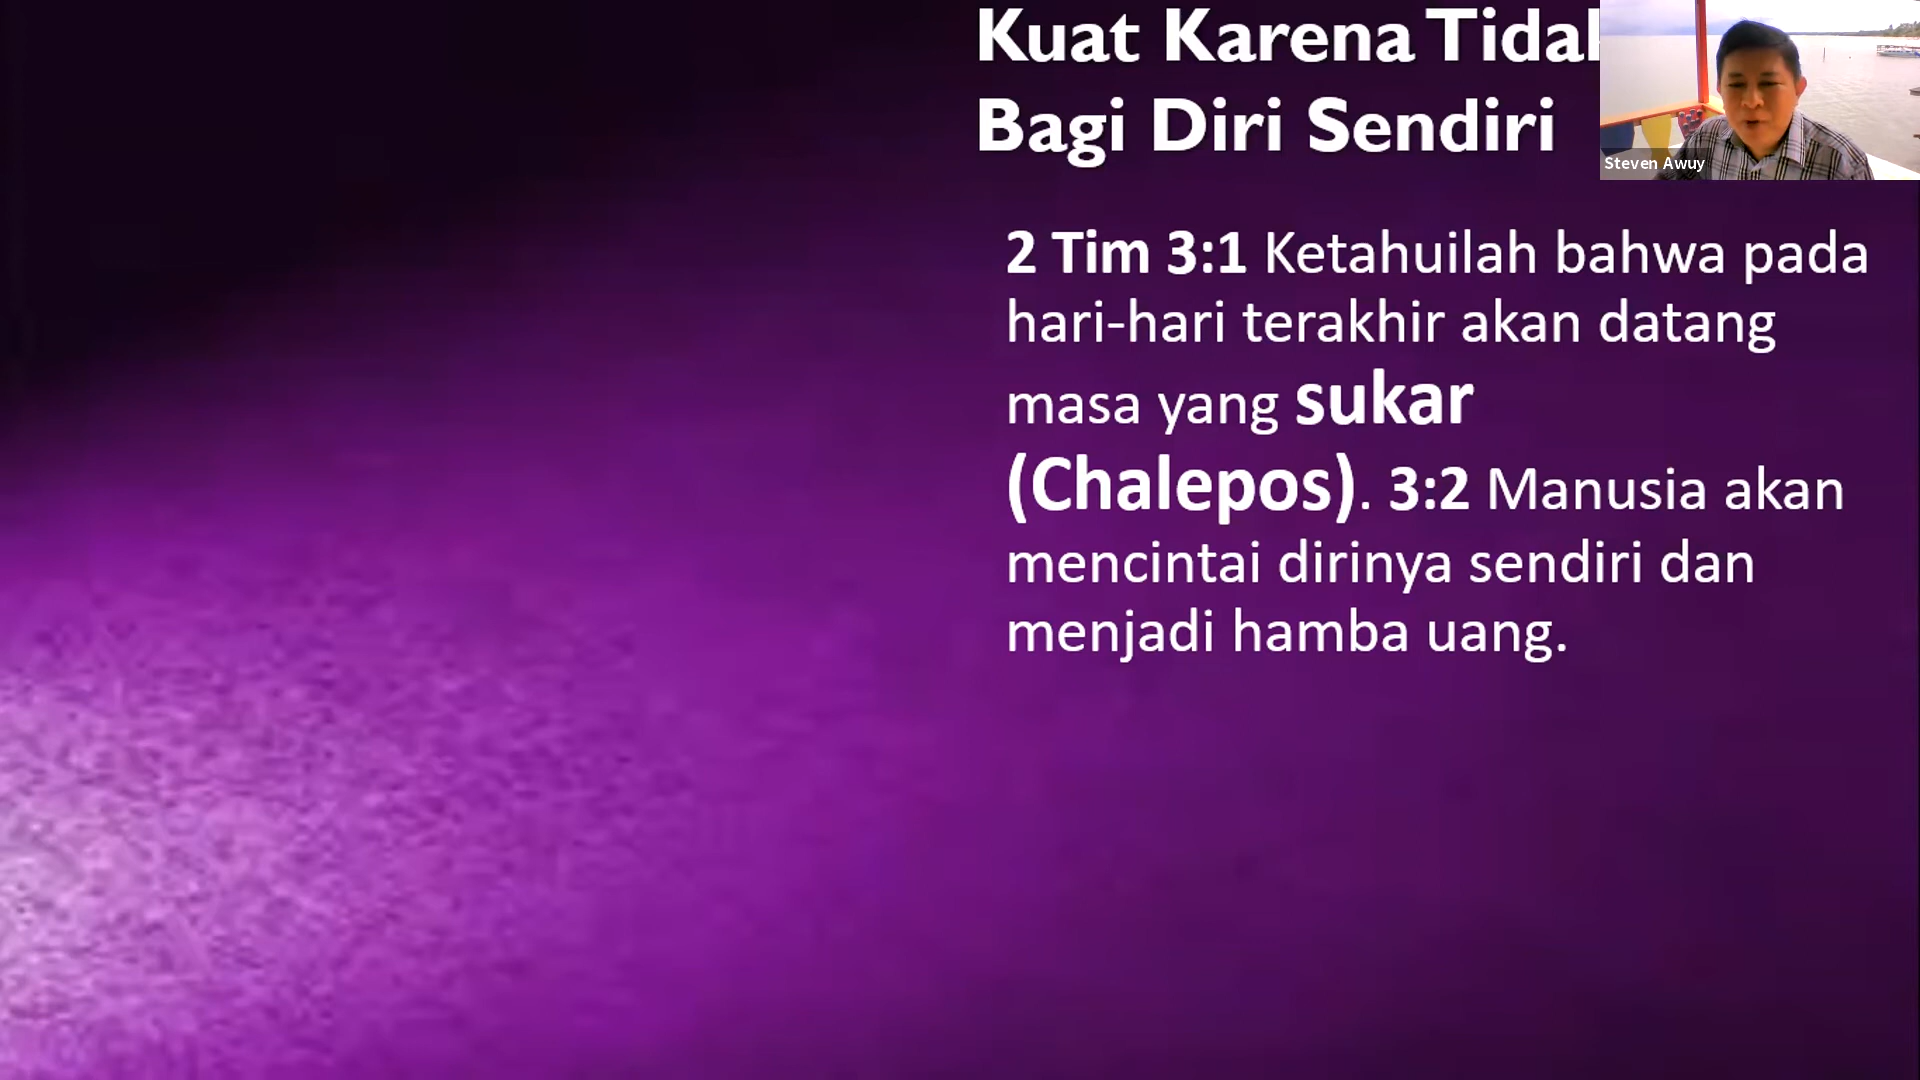 Kuat Karena
Bagi Diri Sendiri
Steven Awuy
2 Tim 3:1 Ketahuilah bahwa pada
hari-hari terakhir akan datang
masa yang sukar
(Chalepos). 3:2 Manusia akan
mencintai dirinya sendiri dan
menjadi hamba uang.